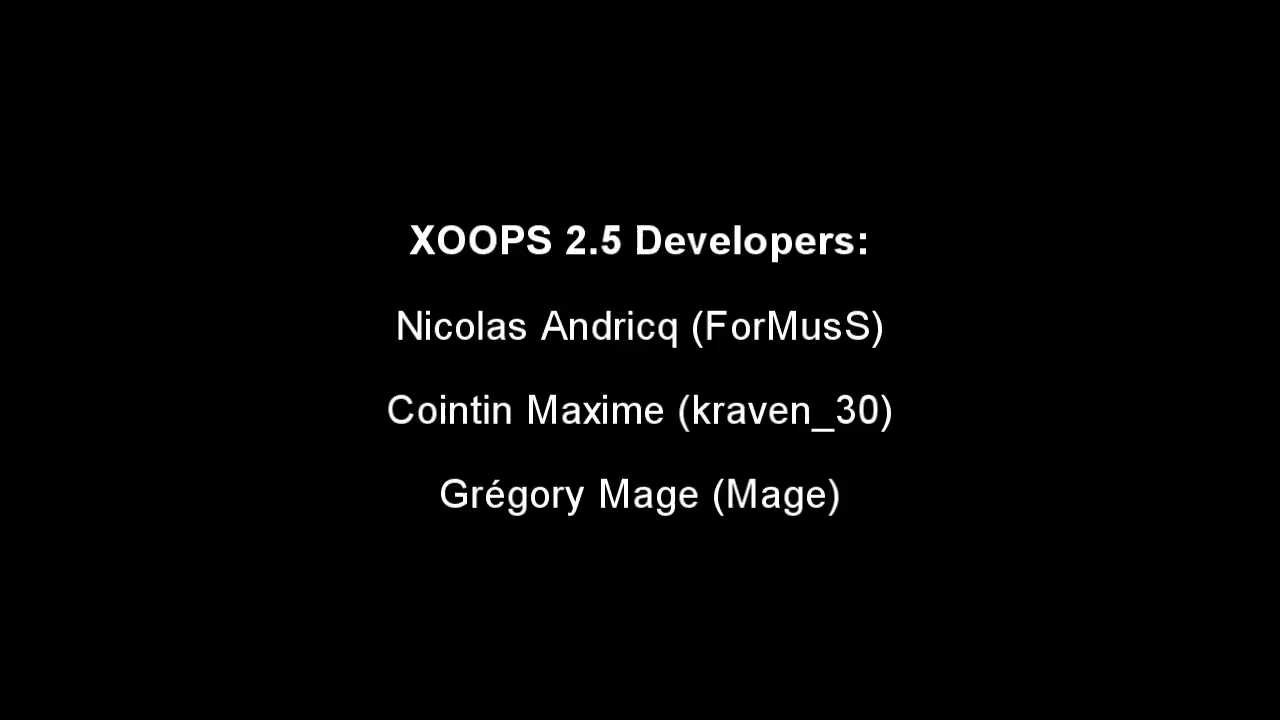 XOOPS 2.5 Developers:
Nicolas Andricq (ForMusS)
Cointin Maxime (kraven_30)
Grégory Mage (Mage)